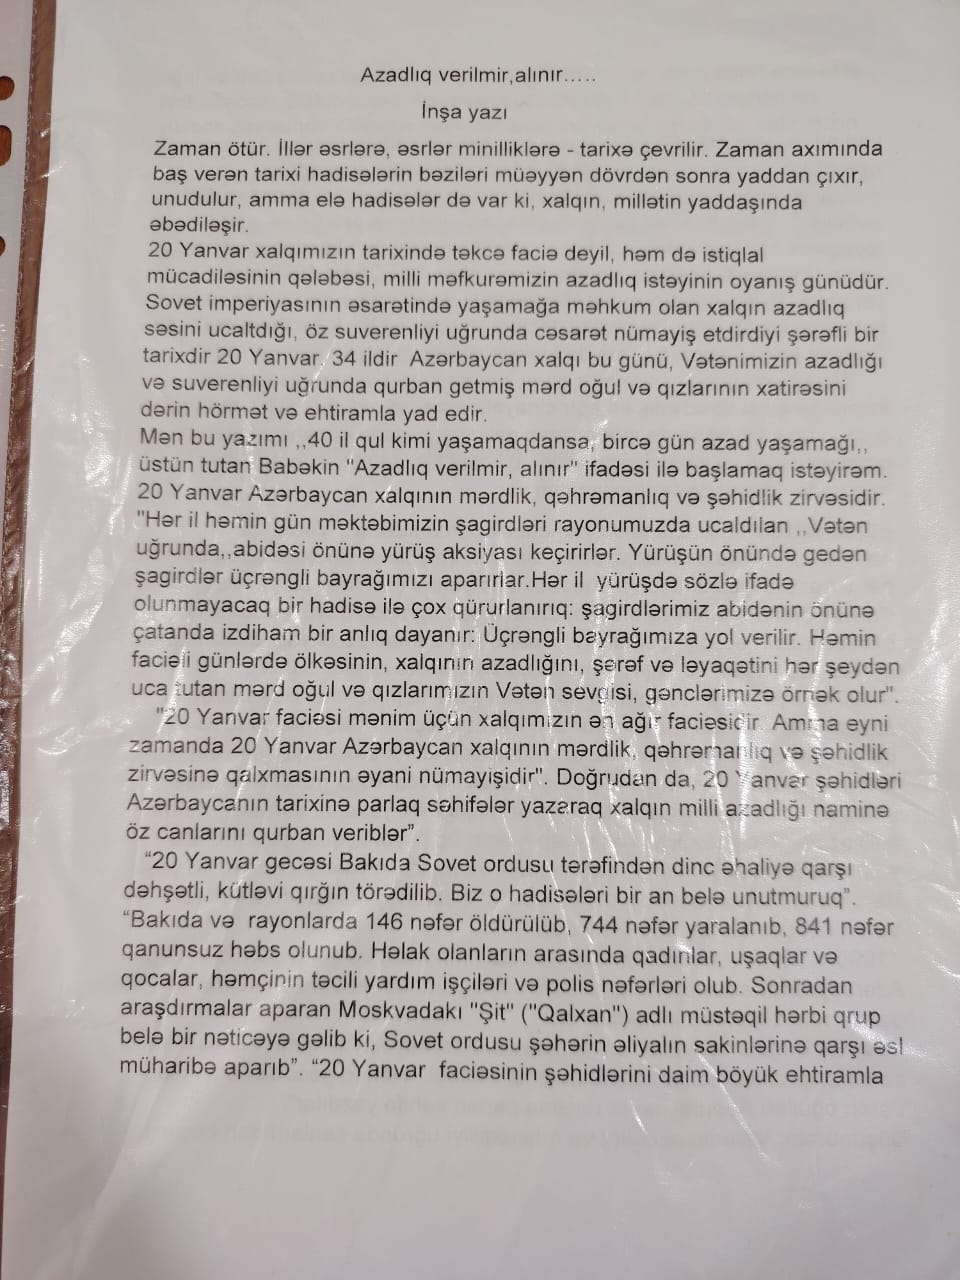 Azadlıq verilmir,alınır.....
İnşa yazı
Zaman ötür. İllər əsrlərə, əsrlər minilliklərə - tarixə çevrilir. Zaman axımında
baş verən tarixi hadisələrin bəziləri müəyyən dövrdən sonra yaddan çıxır,
unudulur, amma elə hadisələr də var ki, xalqın, millətin yaddaşında
əbədiləşir.
20 Yanvar xalqımızın tarixində təkcə faciə deyil, həm də istiqlal
mücadiləsinin qələbəsi, milli məfkurəmizin azadlıq istəyinin oyanış günüdür.
Sovet imperiyasının əsarətində yaşamağa məhkum olan xalqın azadlıq
səsini ucaltdığı, öz suverenliyi uğrunda cəsarət nümayiş etdirdiyi şərəfli bir
tarixdir 20 Yanvar. 34 ildir Azərbaycan xalqı bu günü, Vətənimizin azadlığı
və suverenliyi uğrunda qurban getmiş mərd oğul və qızlarının xatirəsini
dərin hörmət və ehtiramla yad edir.
Mən bu yazımı ,,40 il qul kimi yaşamaqdansa, bircə gün azad yaşamağı,,
üstün tutan Babəkin "Azadlıq verilmir, alınır" ifadəsi ilə başlamaq istəyirəm.
20 Yanvar Azərbaycan xalqının mərdlik, qəhrəmanlıq və şəhidlik zirvəsidir.
"Hər il həmin gün məktəbimizin şagirdləri rayonumuzda ucaldılan ,,Vətən
uğrunda,,abidəsi önünə yürüş aksiyası keçirirlər. Yürüşün önündə gedən
şagirdlər üçrəngli bayrağımızı aparırlar.Hər il yürüşdə sözlə ifadə
olunmayacaq bir hadisə ilə çox qürurlanırıq: şagirdlərimiz abidənin önünə
çatanda izdiham bir anlıq dayanır: Üçrəngli bayrağımıza yol verilir. Həmin
faciəli günlərdə ölkəsinin, xalqının azadlığını, şərəf və ləyaqətini hər şeydən
uca tutan mərd oğul və qızlarımızın Vətən sevgisi, gənclərimizə örnək olur".
"20 Yanvar faciəsi mənim üçün xalqımızın ən ağır faciəsidir. Amma eyni
zamanda 20 Yanvar Azərbaycan xalqının mərdlik, qəhrəmanlıq və şəhidlik
zirvəsinə qalxmasının əyani nümayişidir". Doğrudan da, 20 Yanvar şəhidləri
Azərbaycanın tarixinə parlaq səhifələr yazaraq xalqın milli azadlığı naminə
öz canlarını qurban veriblər”.
“20 Yanvar gecəsi Bakıda Sovet ordusu tərəfindən dinc əhaliyə qarşı
dəhşətli, kütləvi qırğın törədilib. Biz o hadisələri bir an belə unutmuruq”.
“Bakıda və rayonlarda 146 nəfər öldürülüb, 744 nəfər yaralanıb, 841 nəfər
qanunsuz həbs olunub. Həlak olanların arasında qadınlar, uşaqlar və
qocalar, həmçinin təcili yardım işçiləri və polis nəfərləri olub. Sonradan
araşdırmalar aparan Moskvadakı "Şit" ("Qalxan") adlı müstəqil hərbi qrup
belə bir nəticəyə gəlib ki, Sovet ordusu şəhərin əliyalın sakinlərinə qarşı əsl
müharibə aparıb”. “20 Yanvar faciəsinin şəhidlərini daim böyük ehtiramla